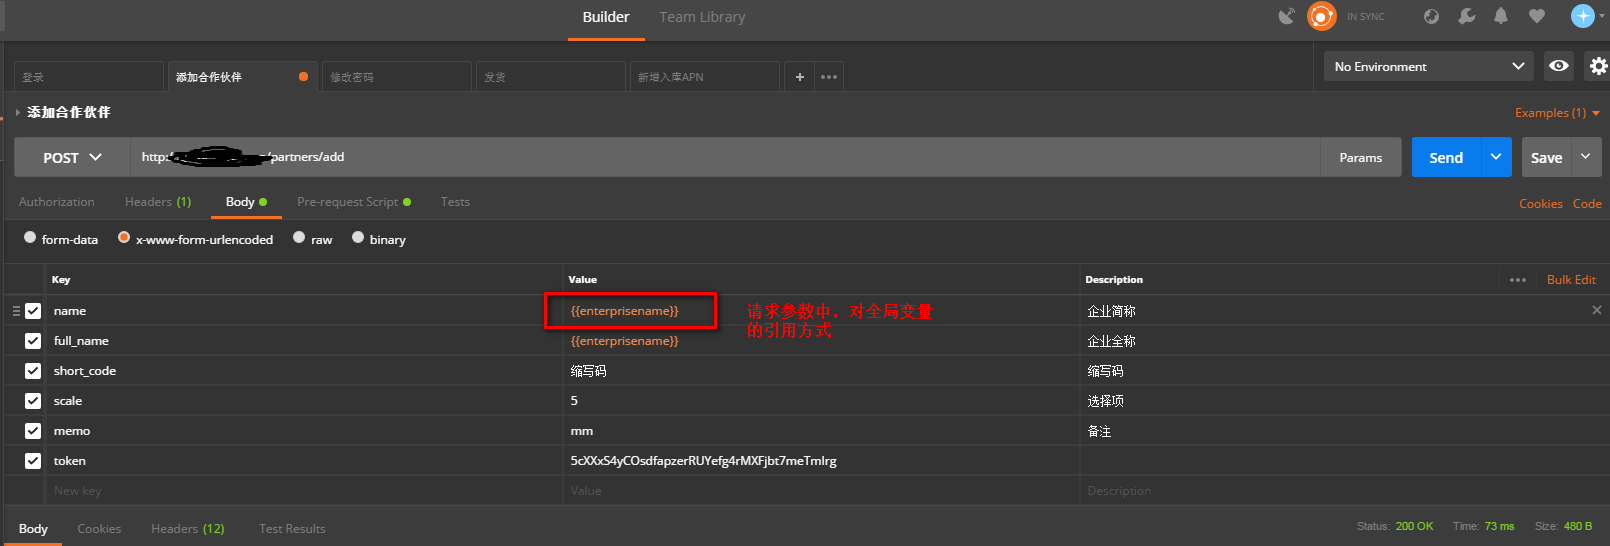 Builder Team Library IN SYNC
登录 添加合作伙伴 修改密码 发货 新增入库APN + ••• No Environment
添加合作伙伴 Examples (1)
POST http:/ /partners/add Params Send Save
Authorization Headers (1) Body Pre-request Script Tests Cookies Code
form-data x-www-form-urlencoded raw binary
Key Value Description ••• Bulk Edit
name {{enterprisename}} 请求参数中，对全局变量 企业简称
的引用方式
full_name {{enterprisename}} 企业全称
short_code 缩写码 缩写码
scale 5 选择项
memo mm 备注
token 5cXXxS4yCOsdfapzerRUYefg4rMXFjbt7meTmIrg
New key Value Description
Body Cookies Headers (12) Test Results Status: 200 OK Time: 73 ms Size: 480 B